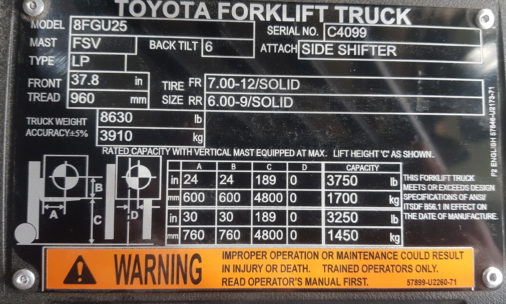 TOYOTA FORKLIFT TRUCK
MODEL 8FGU25 SERIAL NO. C4099
MAST FSV BACK TILT 6 ATTACH SIDE SHIFTER
TYPE LP
FRONT TREAD 37.8 in TIRE SIZE FR 7.00-12/SOLID
960 mm RR 6.00-9/SOLID
TRUCK WEIGHT 8630 lb
ACCURACY±5% 3910 kg
RATED CAPACITY WITH VERTICAL MAST EQUIPPED AT MAX. LIFT HEIGHT 'C' AS SHOWN.
A B C D CAPACITY
in 24 24 189 0 3750 lb
mm 600 600 4800 0 1700 kg
in 30 30 189 0 3250 lb
mm 760 760 4800 0 1450 kg
B
A
C
D
THIS FORKLIFT TRUCK
MEETS OR EXCEEDS DESIGN
SPECIFICATIONS OF ANSI
ITSDF B56.1 IN EFFECT ON
THE DATE OF MANUFACTURE.
P2 ENGLISH 57646-U2173-71
WARNING
IMPROPER OPERATION OR MAINTENANCE COULD RESULT
IN INJURY OR DEATH. TRAINED OPERATORS ONLY.
READ OPERATOR'S MANUAL FIRST. 57899-U2260-71